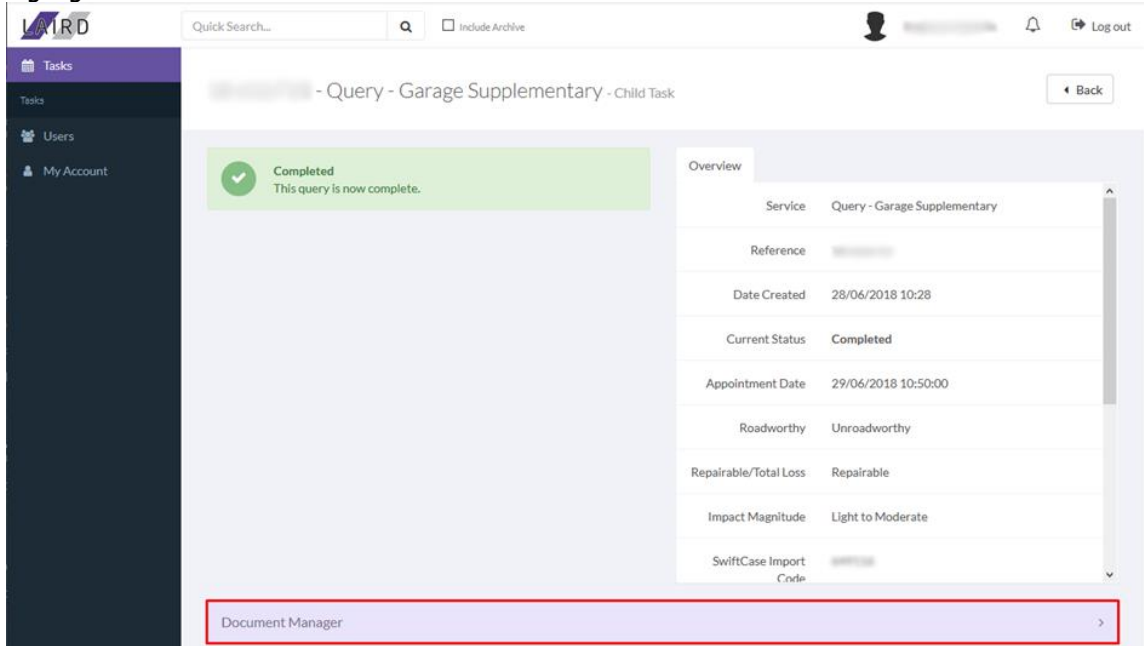 LAIRD
Quick Search...
Include Archive
Log out
Tasks
Tasks
Users
My Account
- Query - Garage Supplementary - Child Task
Back
Completed
This query is now complete.
Overview
Service Query - Garage Supplementary
Reference
Date Created 28/06/2018 10:28
Current Status Completed
Appointment Date 29/06/2018 10:50:00
Roadworthy Unroadworthy
Repairable/Total Loss Repairable
Impact Magnitude Light to Moderate
SwiftCase Import
Code
Document Manager